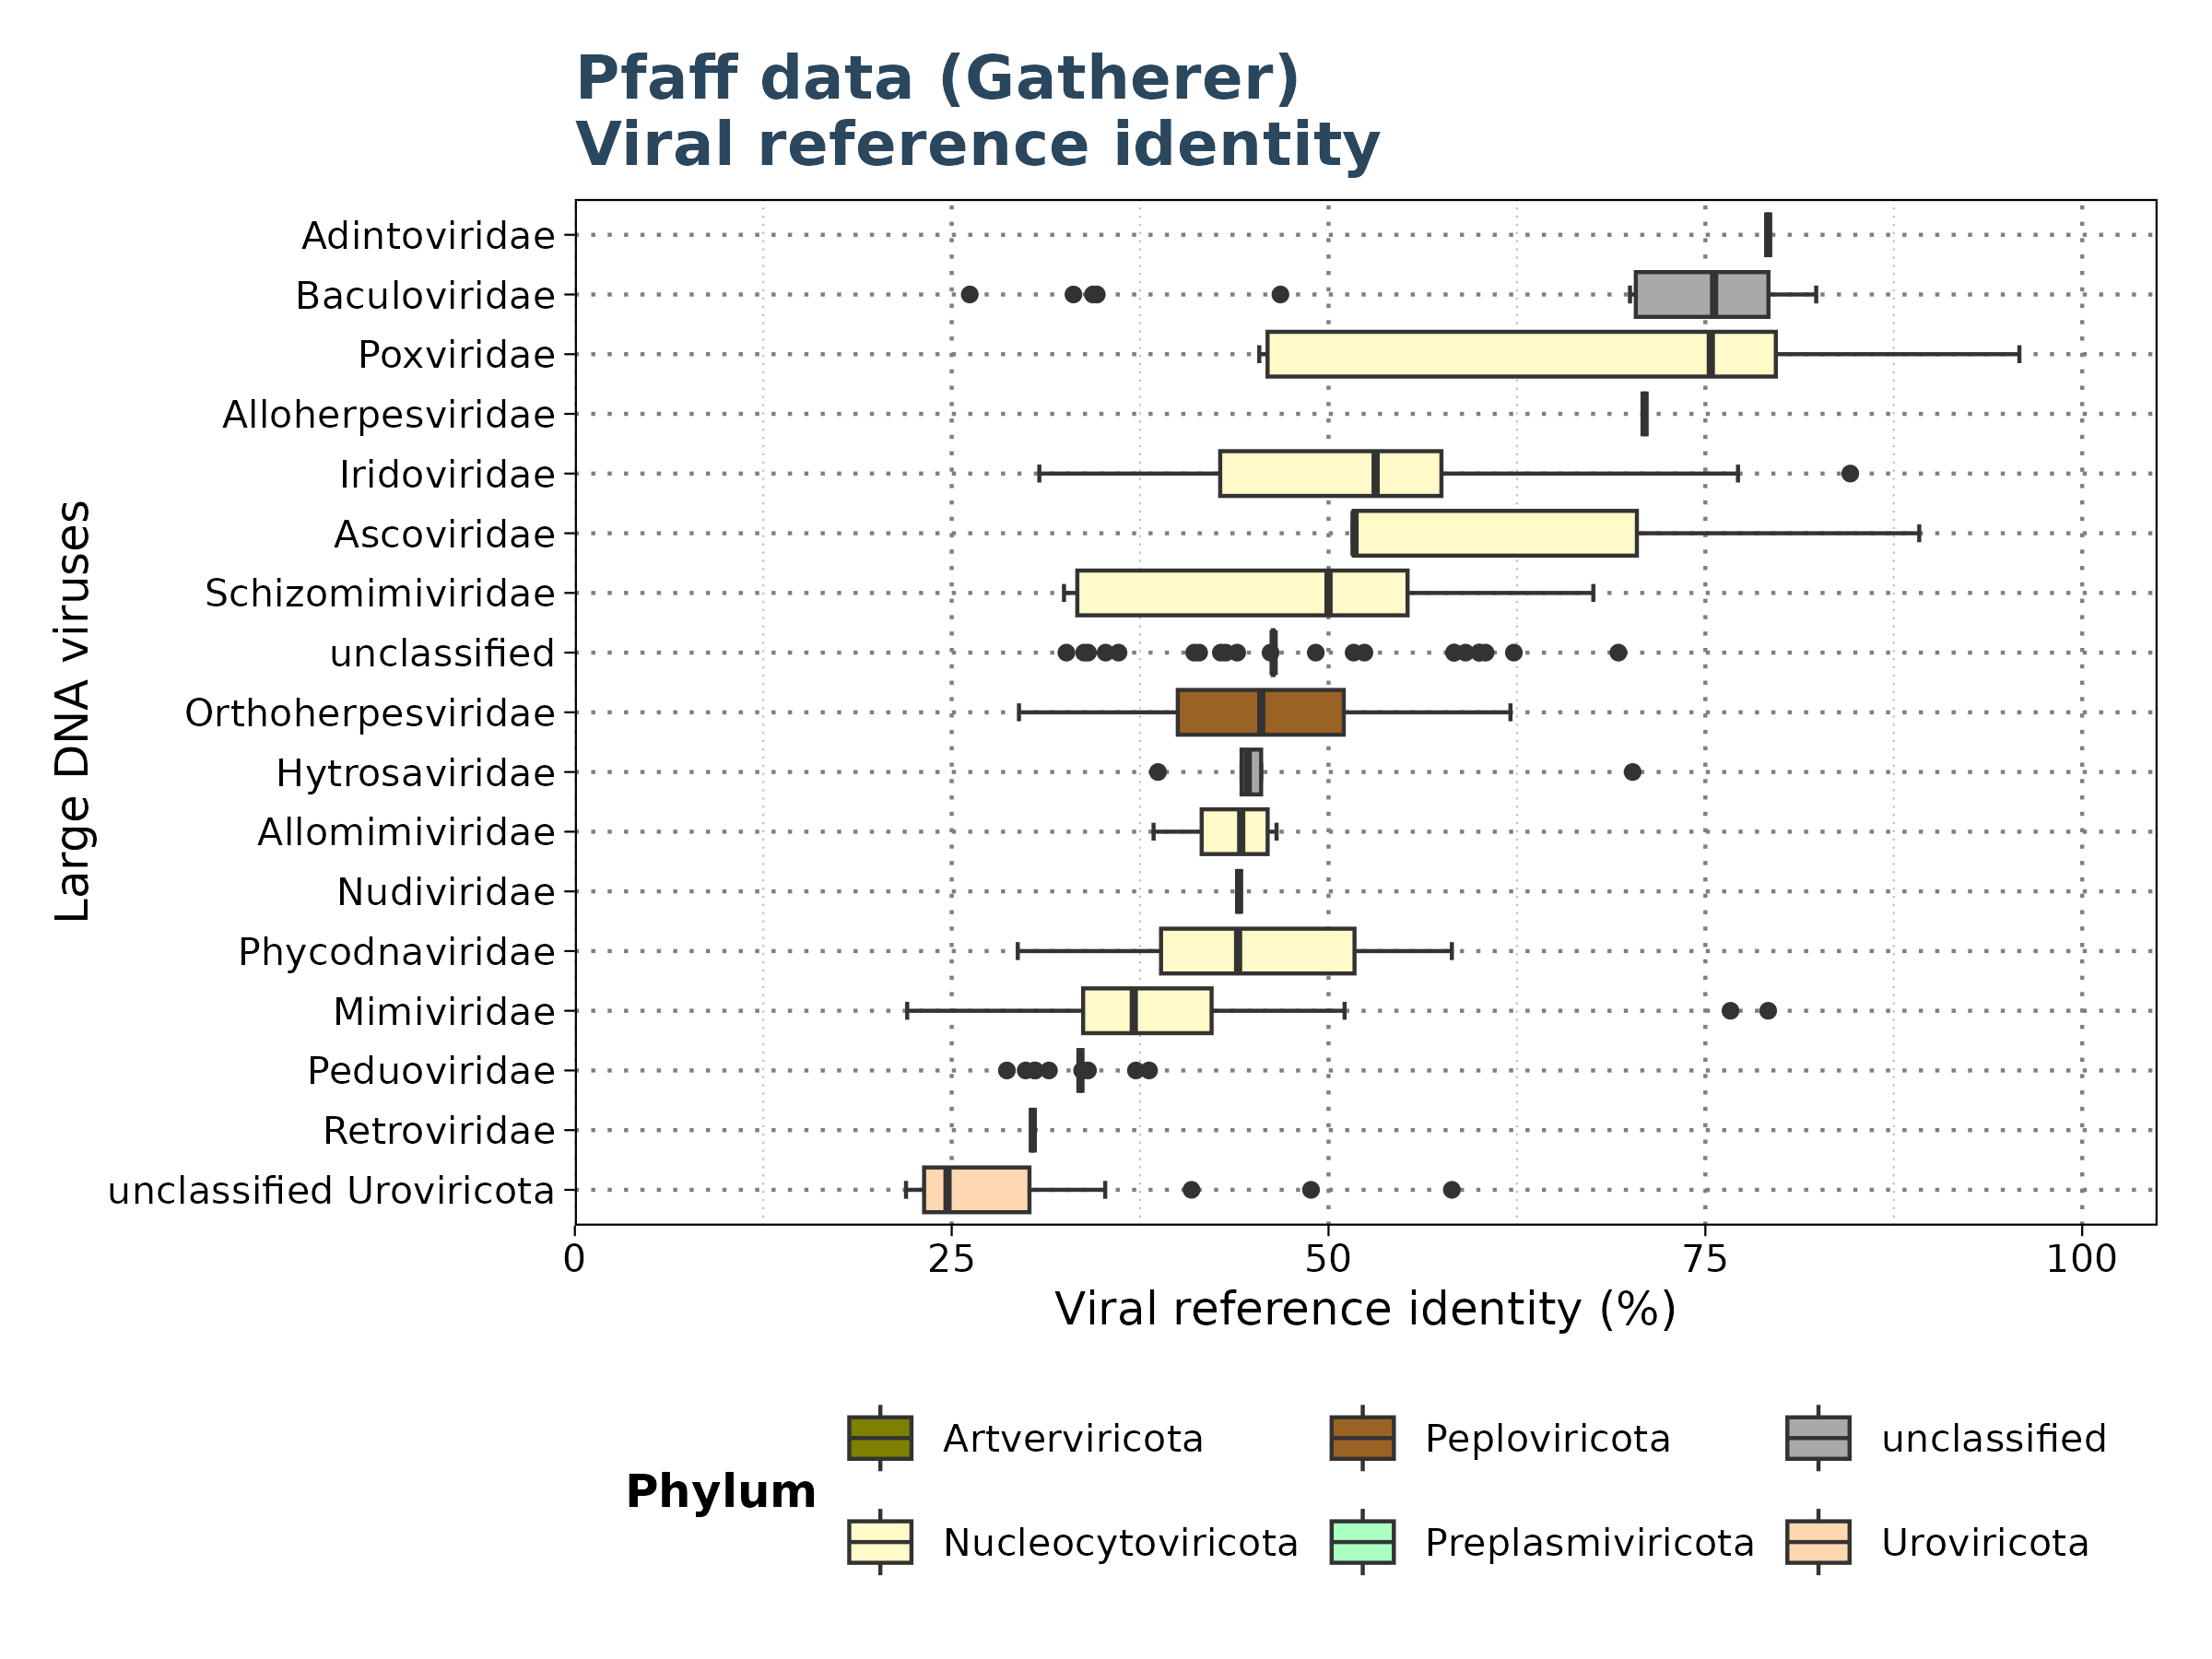 Pfaff data (Gatherer)
Viral reference identity
Large DNA viruses
Adintoviridae
Baculoviridae
Poxviridae
Alloherpesviridae
Iridoviridae
Ascoviridae
Schizomimiviridae
unclassified
Orthoherpesviridae
Hytrosaviridae
Allomimiviridae
Nudiviridae
Phycodnaviridae
Mimiviridae
Peduoviridae
Retroviridae
unclassified Uroviricota
0 25 50 75 100
Viral reference identity (%)
Phylum
Artverviricota Peploviricota unclassified
Nucleocytoviricota Preplasmiviricota Uroviricota